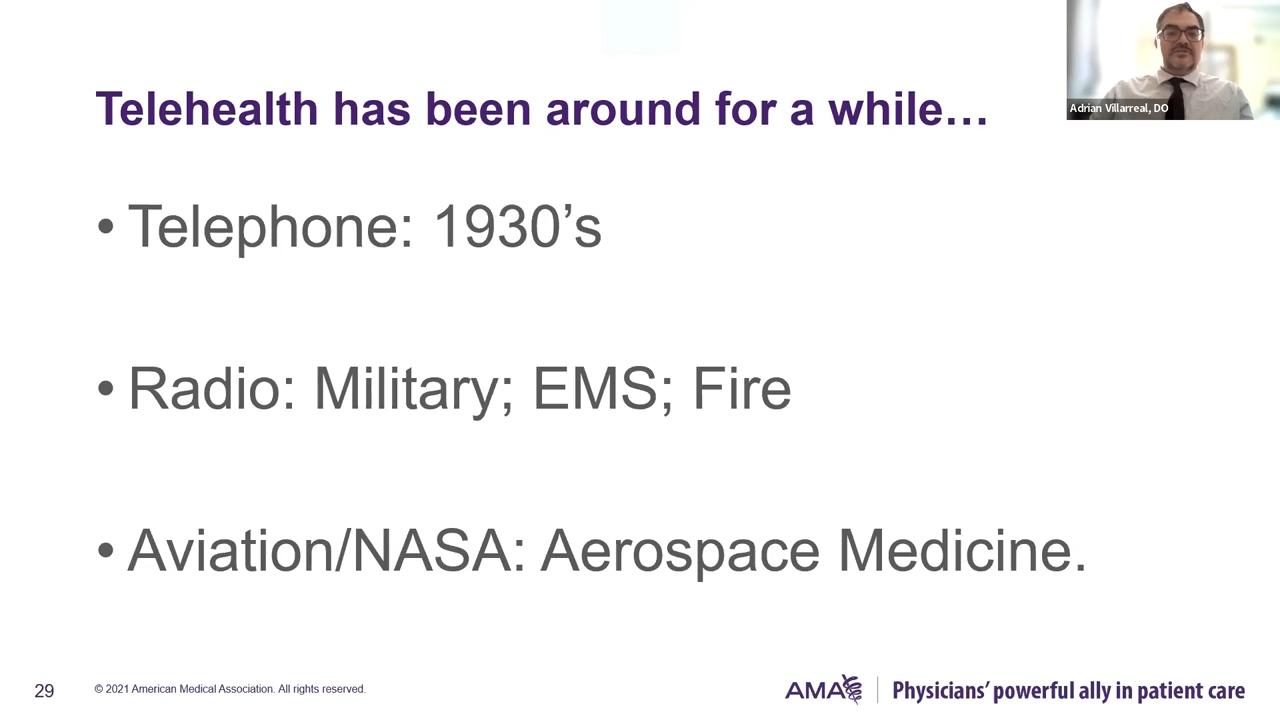 Telehealth has been around for a while…
Adrian Villarreal, DO
• Telephone: 1930’s
• Radio: Military; EMS; Fire
• Aviation/NASA: Aerospace Medicine.
29
© 2021 American Medical Association. All rights reserved.
AMA
Physicians’ powerful ally in patient care